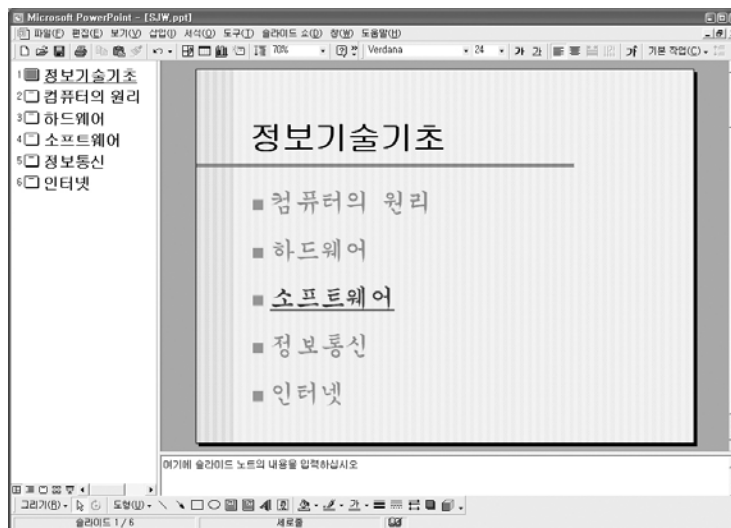 Microsoft PowerPoint - [SJW.ppt]
파일(F) 편집(E) 보기(V) 삽입(I) 서식(O) 도구(T) 슬라이드 쇼(D) 창(W) 도움말(H)
70% Verdana 24 가 가 가 기본 작업(C)
1 정보기술기초
2 컴퓨터의 원리
3 하드웨어
4 소프트웨어
5 정보통신
6 인터넷
정보기술기초
컴퓨터의 원리
하드웨어
소프트웨어
정보통신
인터넷
여기에 슬라이드 노트의 내용을 입력하십시오
그리기(R) 도형(U) 가
슬라이드 1 / 6 세로줄